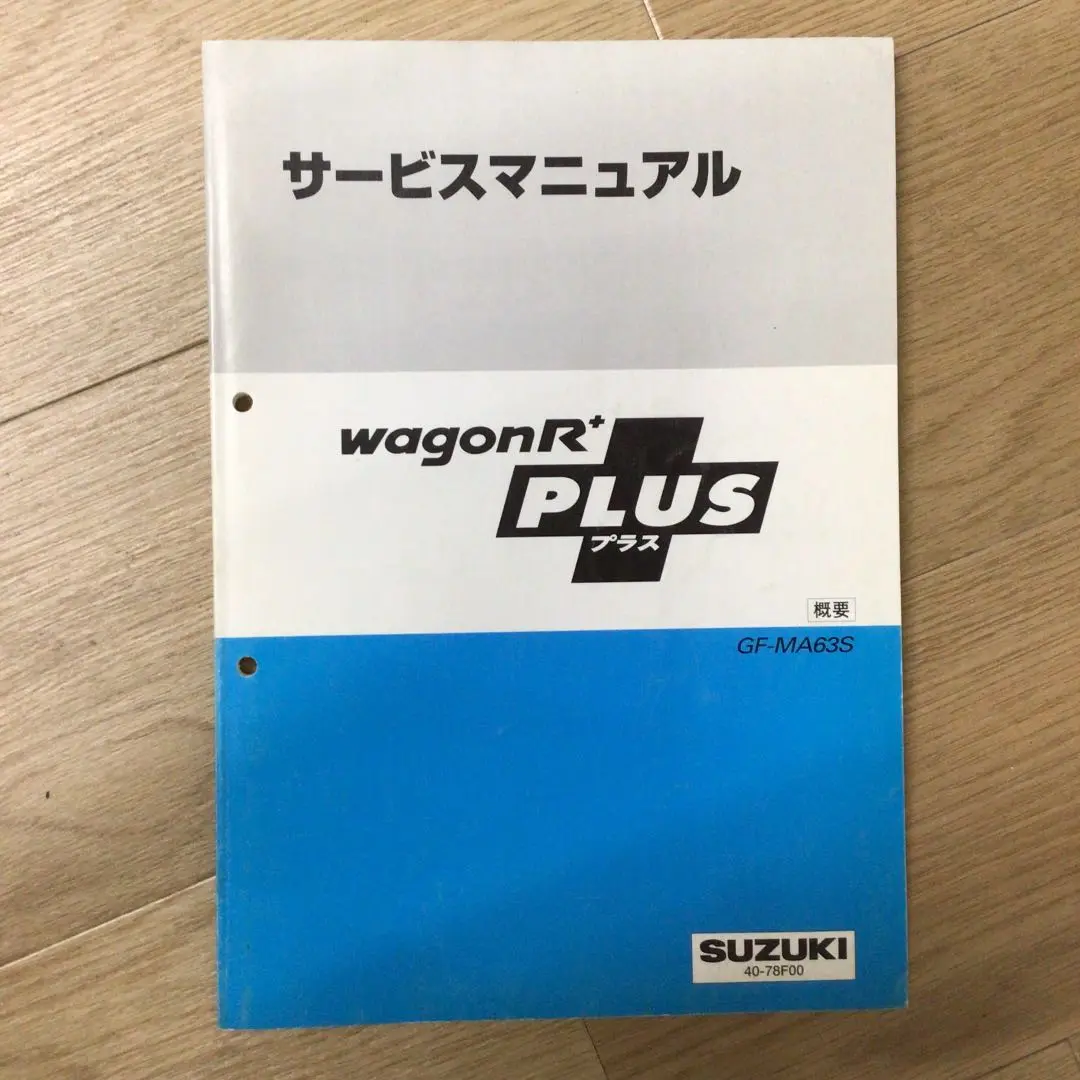 サービスマニュアル
wagonR+
PLUS
プラス
概要
GF-MA63S
SUZUKI
40-78F00